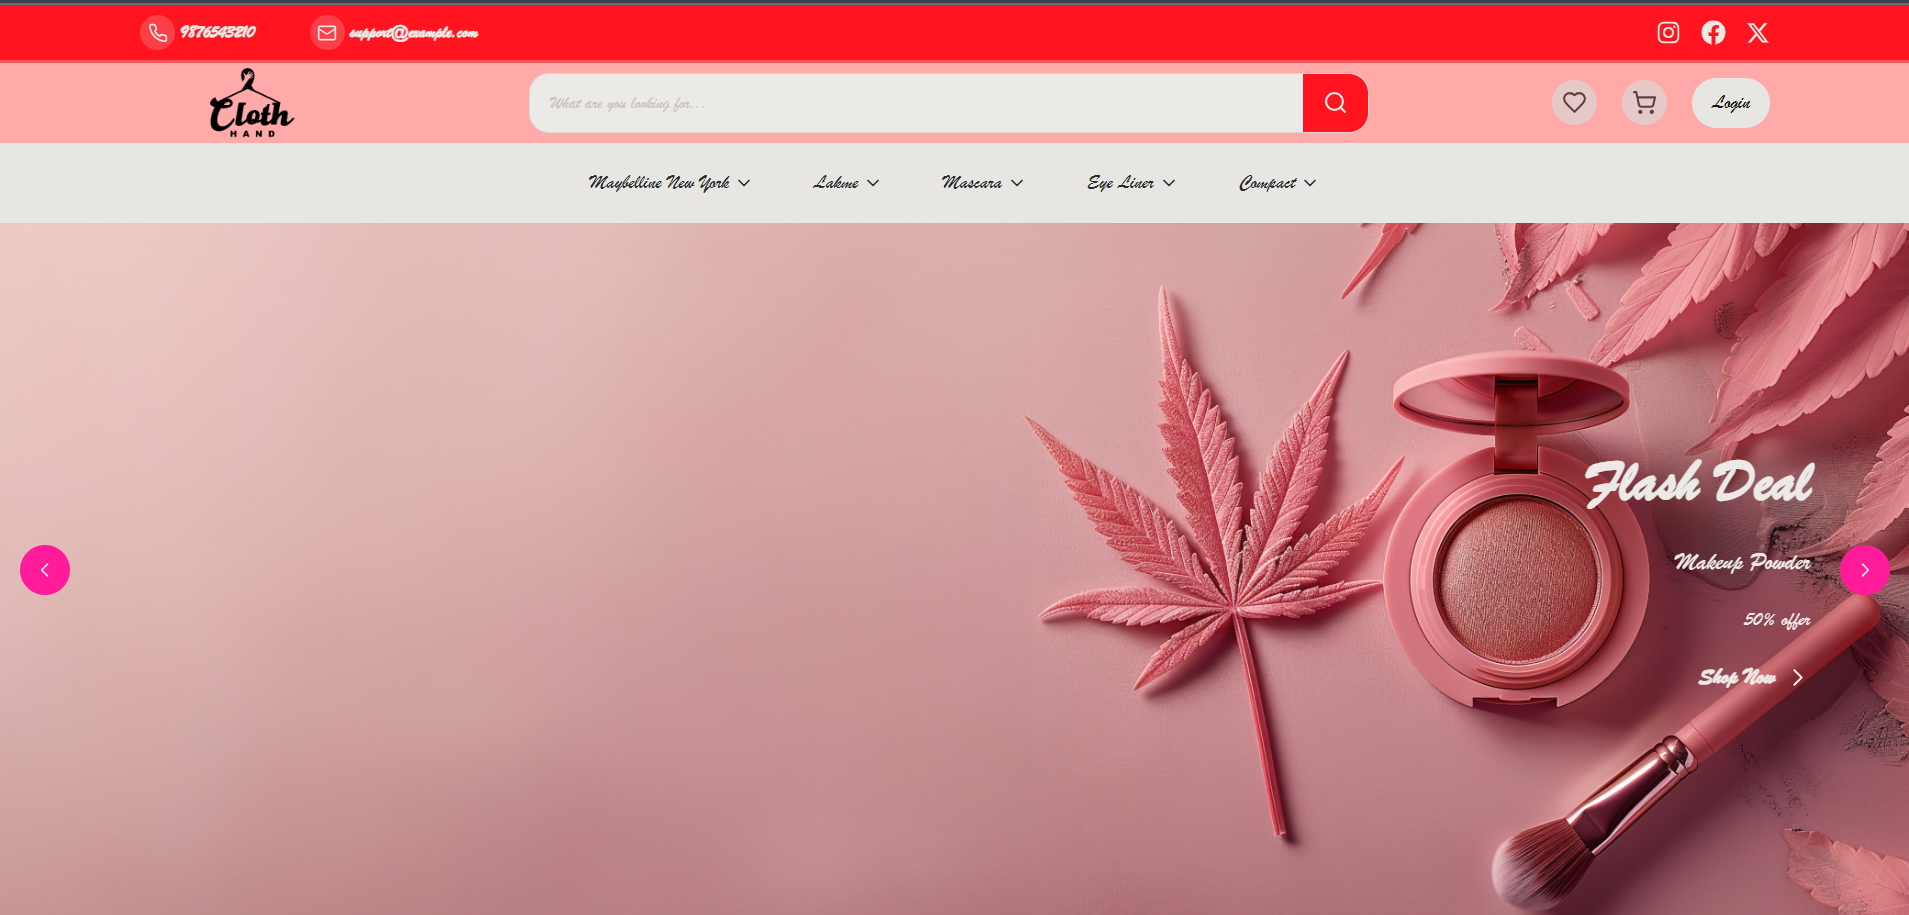 9876543210
support@example.com
Cloth
HAND
What are you looking for...
Login
Maybelline New York
Lakme
Mascara
Eye Liner
Compact
Flash Deal
Makeup Powder
50% offer
Shop Now